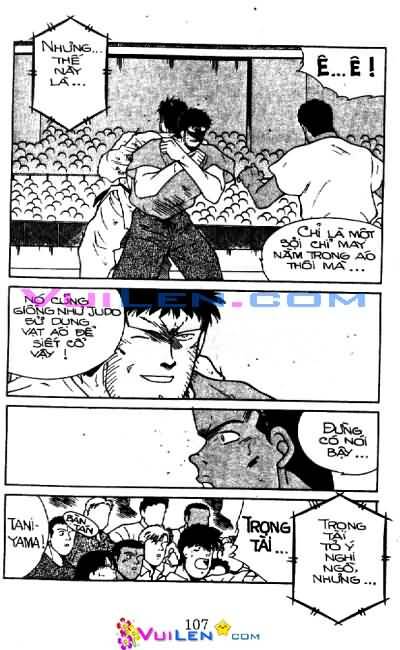 NHƯNG...
THẾ
NÀY
LÀ...
Ê...Ê!
CHỈ LÀ MỘT
SỢI CHỈ MAY
NẰM TRONG ÁO
THÔI MÀ...
NÓ CŨNG
GIỐNG NHƯ JUDO
SỬ DỤNG
VẠT ÁO ĐỂ
SIẾT CỔ
VẬY!
VUILEN.COM
ĐỪNG
CÓ NÓI
BẬY...
TANI-
YAMA!
BÀN
TÁN
TRỌNG
TÀI...
TRỌNG
TÀI
TỎ Ý
NGHI
NGỜ,
NHƯNG...
107
VUILEN.COM